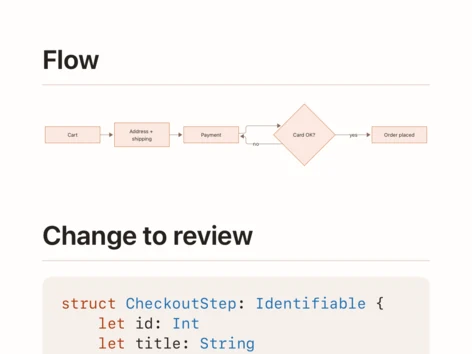 Flow
Cart
Address +
shipping
Payment
Card OK?
no
yes
Order placed
Change to review
struct CheckoutStep: Identifiable {
    let id: Int
    let title: String